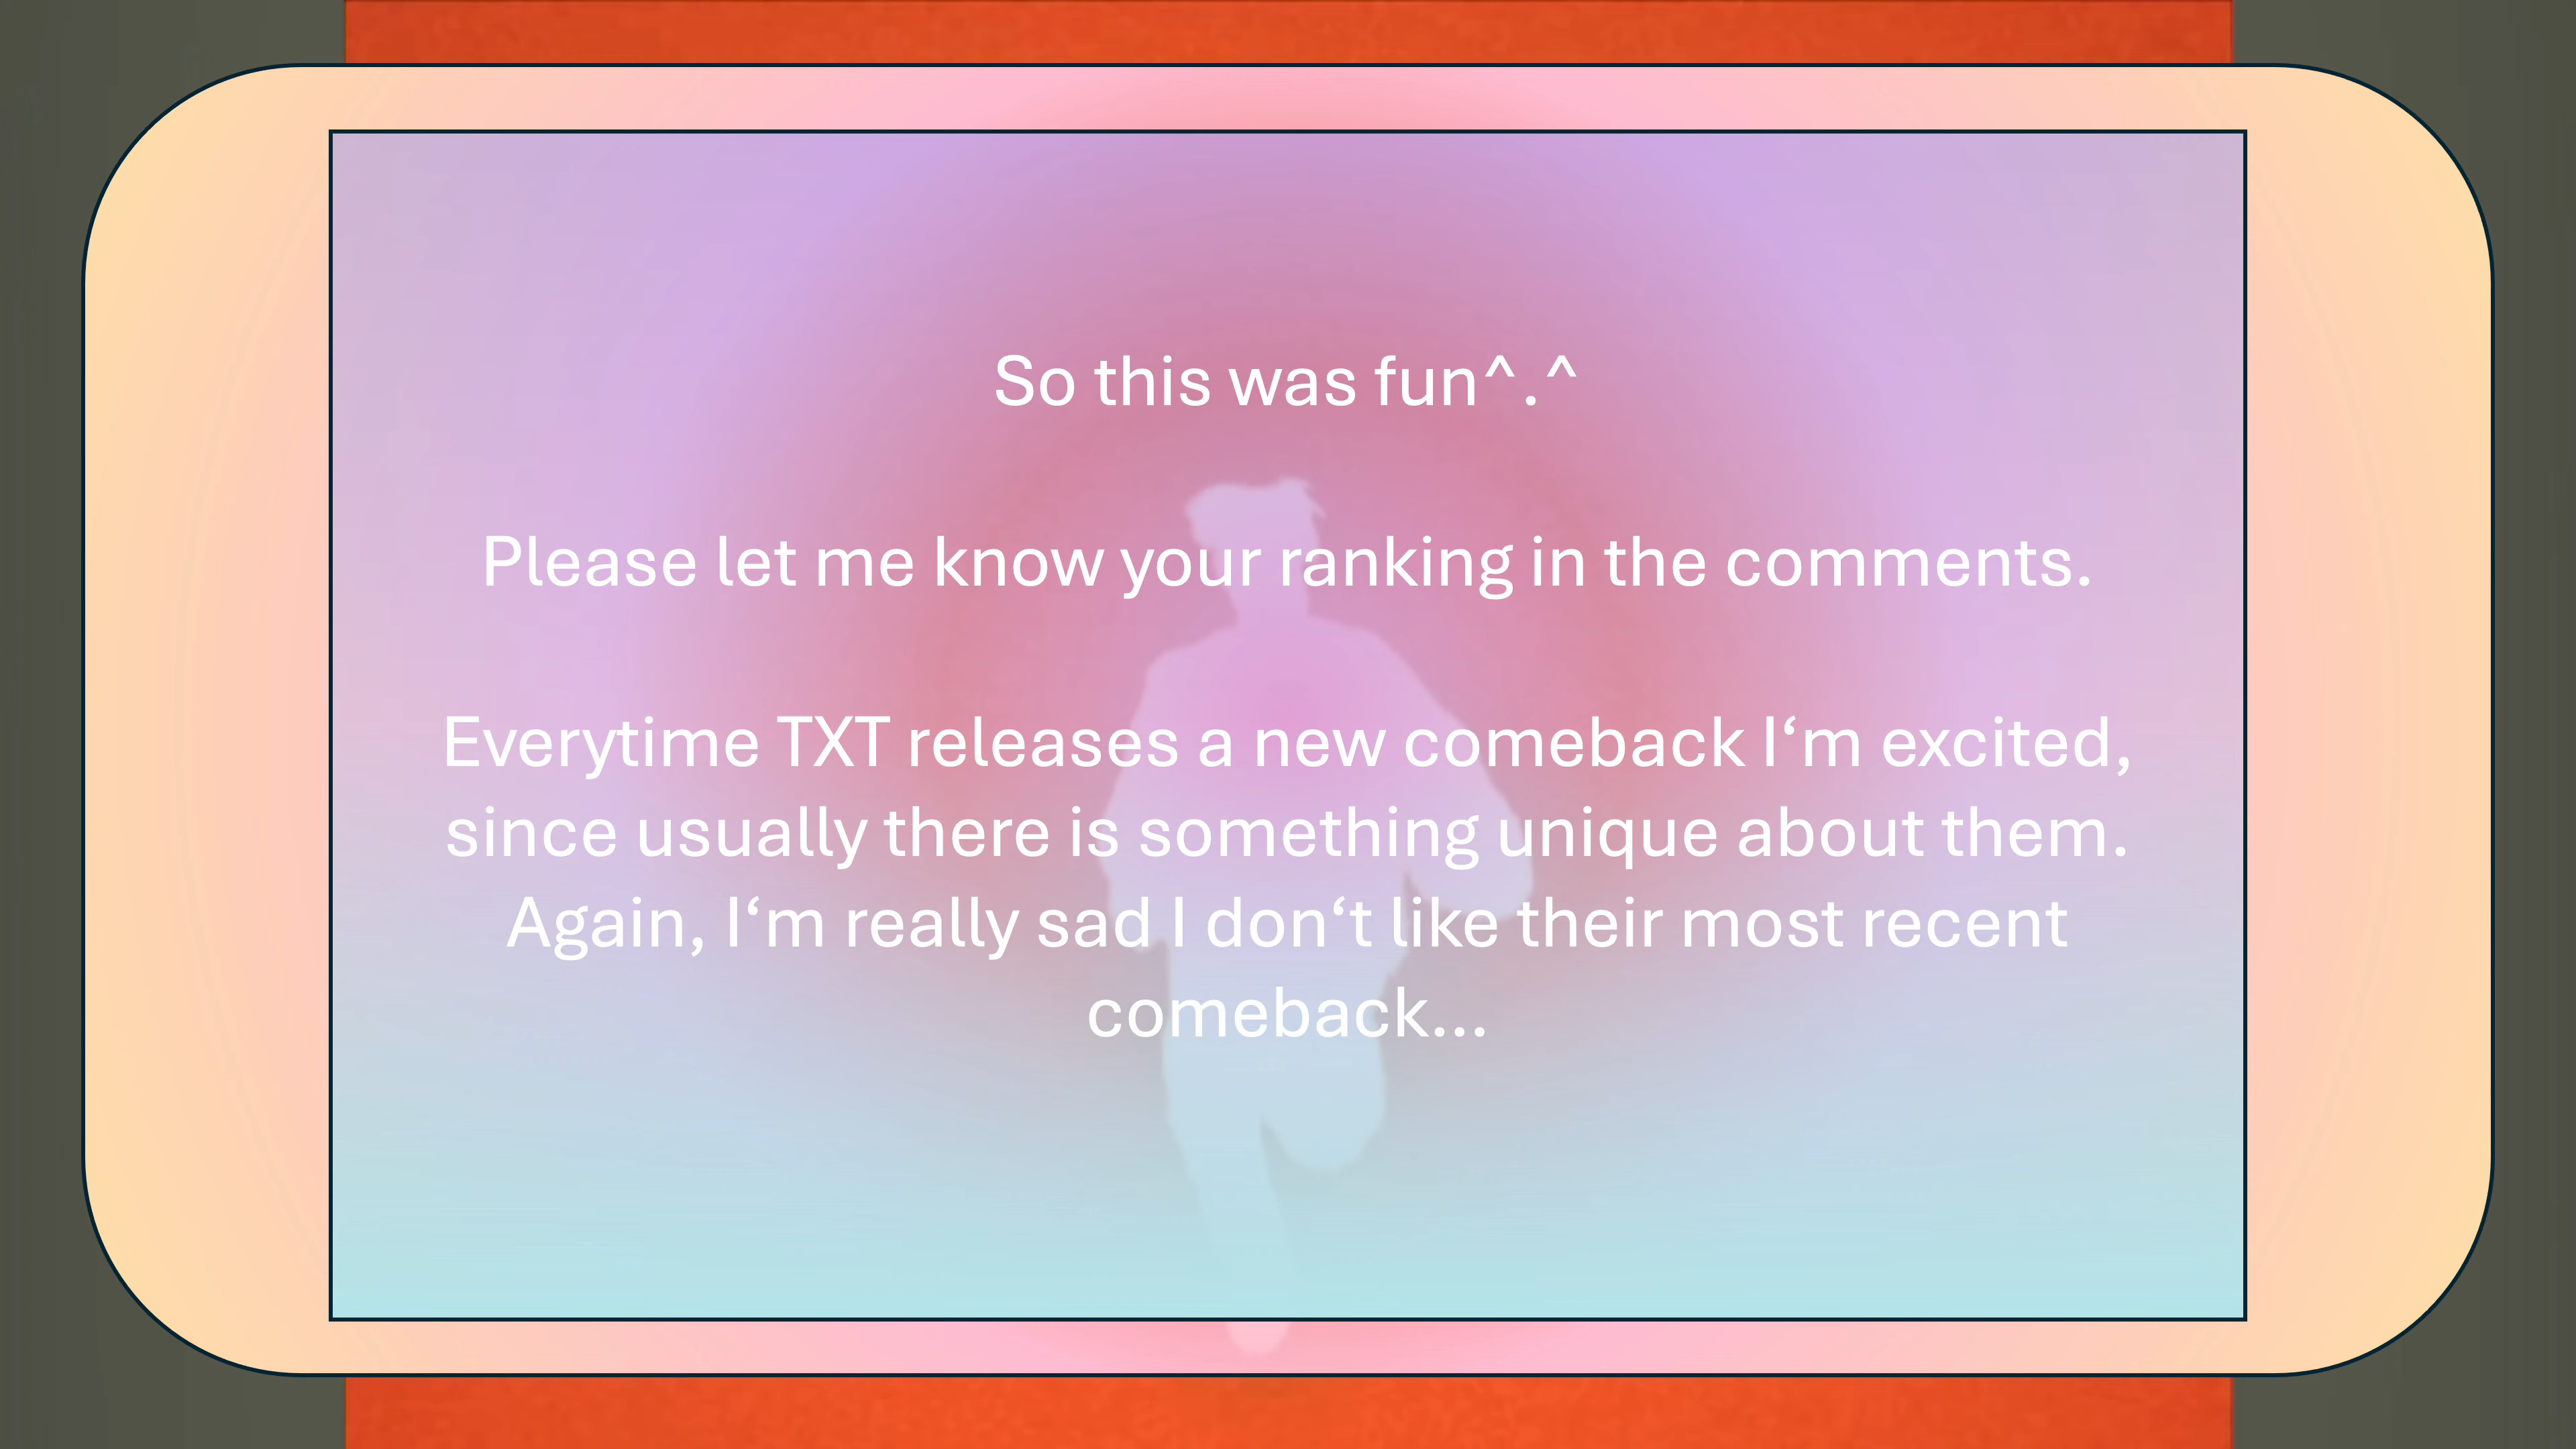 So this was fun^.^
Please let me know your ranking in the comments.
Everytime TXT releases a new comeback I‘m excited,
since usually there is something unique about them.
Again, I‘m really sad I don‘t like their most recent
comeback...